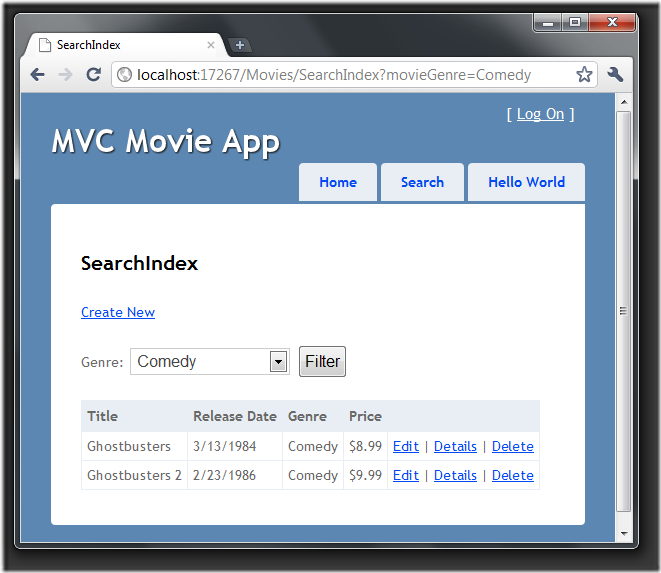 SearchIndex
localhost:17267/Movies/SearchIndex?movieGenre=Comedy
[ Log On ]
MVC Movie App
Home Search Hello World
SearchIndex
Create New
Genre: Comedy Filter
Title Release Date Genre Price
Ghostbusters 3/13/1984 Comedy $8.99 Edit | Details | Delete
Ghostbusters 2 2/23/1986 Comedy $9.99 Edit | Details | Delete